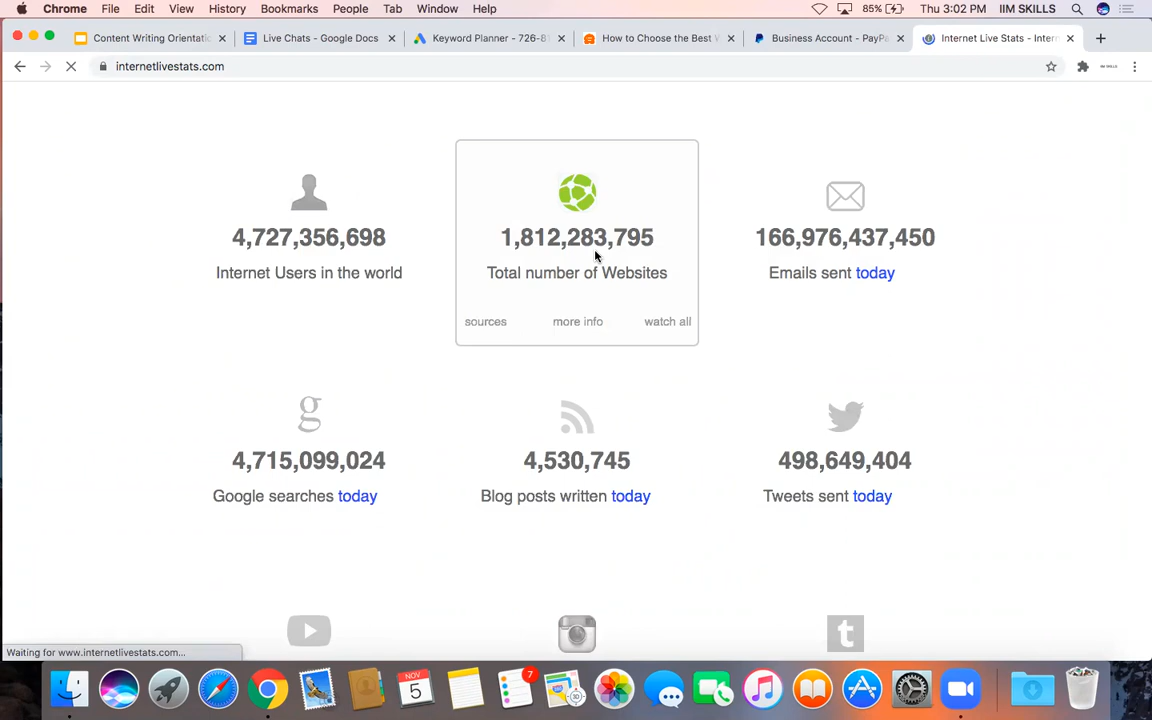 Chrome File Edit View History Bookmarks People Tab Window Help 85% Thu 3:02 PM IIM SKILLS
Content Writing Orientatio Live Chats - Google Docs Keyword Planner - 726-81 How to Choose the Best W Business Account - PayPa Internet Live Stats - Intern
internetlivestats.com
4,727,356,698 1,812,283,795 166,976,437,450
Internet Users in the world Total number of Websites Emails sent today
sources more info watch all
g
4,715,099,024 4,530,745 498,649,404
Google searches today Blog posts written today Tweets sent today
t
Waiting for www.internetlivestats.com...
NOV
5
7